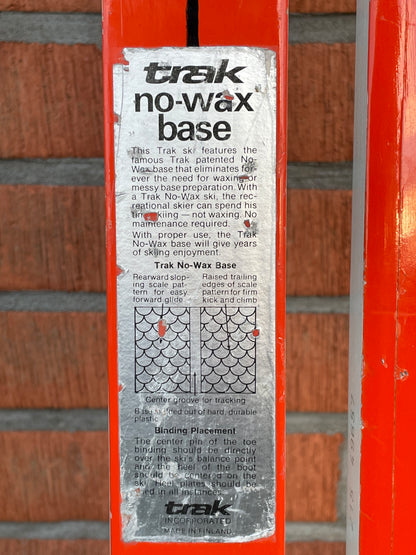 trak
no-wax
base
This Trak ski features the
famous Trak patented No-
Wax base that eliminates for-
ever the need for waxing or
messy base preparation. With
a Trak No-Wax ski, the rec-
reational skier can spend his
time skiing — not waxing. No
maintenance required.
With proper use, the Trak
No-Wax base will give years
of skiing enjoyment.
Trak No-Wax Base
Rearward slop-
ing scale pat-
tern for easy
forward glide
Raised trailing
edges of scale
pattern for firm
kick and climb
Center groove for tracking
out of hard, durable
plastic
Binding Placement
The center pin of the toe
binding should be directly
over the ski's balance point
and the heel of the boot
should be centered on the
ski. Heel plates should be
in all instances
trak
INCORPORATED
MADE IN FINLAND